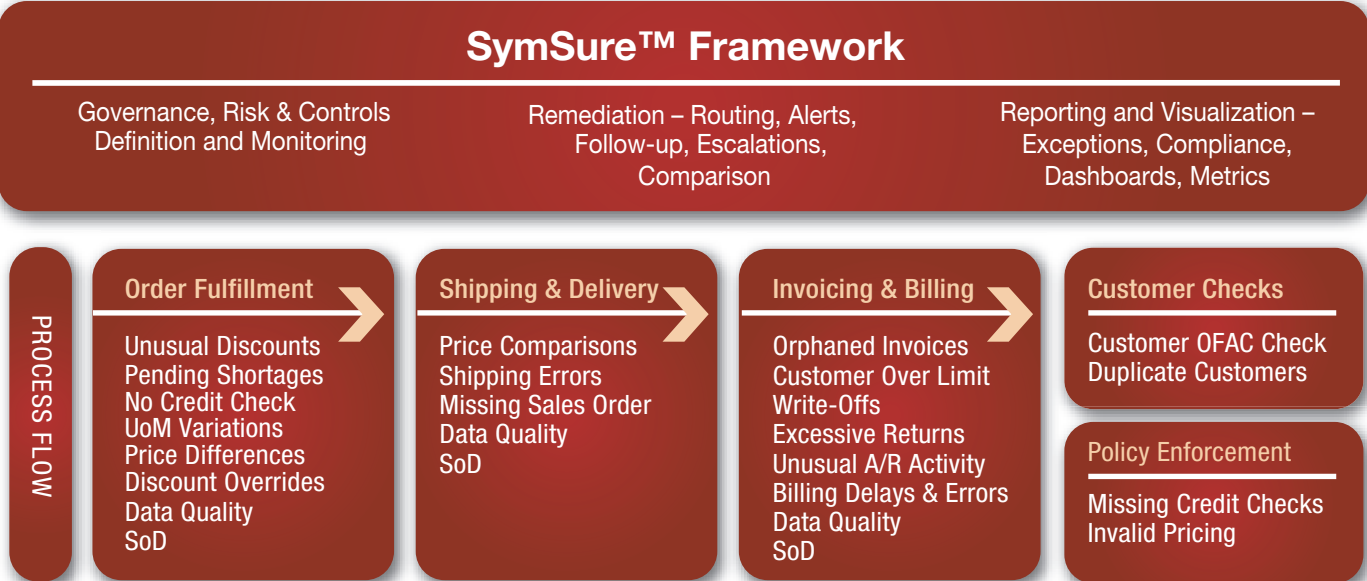 SymSure™ Framework
Governance, Risk & Controls
Definition and Monitoring
Remediation – Routing, Alerts,
Follow-up, Escalations,
Comparison
Reporting and Visualization –
Exceptions, Compliance,
Dashboards, Metrics
PROCESS FLOW
Order Fulfillment
Unusual Discounts
Pending Shortages
No Credit Check
UoM Variations
Price Differences
Discount Overrides
Data Quality
SoD
Shipping & Delivery
Price Comparisons
Shipping Errors
Missing Sales Order
Data Quality
SoD
Invoicing & Billing
Orphaned Invoices
Customer Over Limit
Write-Offs
Excessive Returns
Unusual A/R Activity
Billing Delays & Errors
Data Quality
SoD
Customer Checks
Customer OFAC Check
Duplicate Customers
Policy Enforcement
Missing Credit Checks
Invalid Pricing